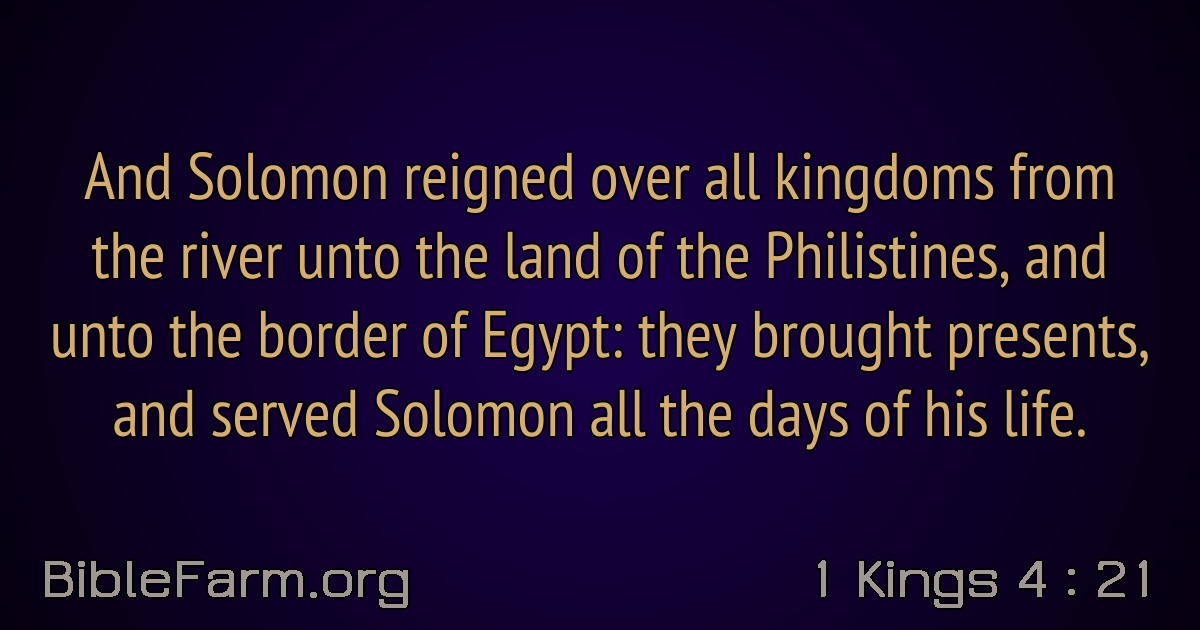 And Solomon reigned over all kingdoms from
the river unto the land of the Philistines, and
unto the border of Egypt: they brought presents,
and served Solomon all the days of his life.
BibleFarm.org
1 Kings 4 : 21